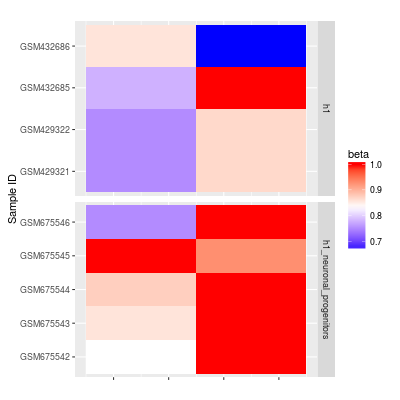 Sample ID
GSM432686
GSM432685
GSM429322
GSM429321
h1
GSM675546
GSM675545
GSM675544
GSM675543
GSM675542
h1_neuronal_progenitors
beta
1.0
0.9
0.8
0.7